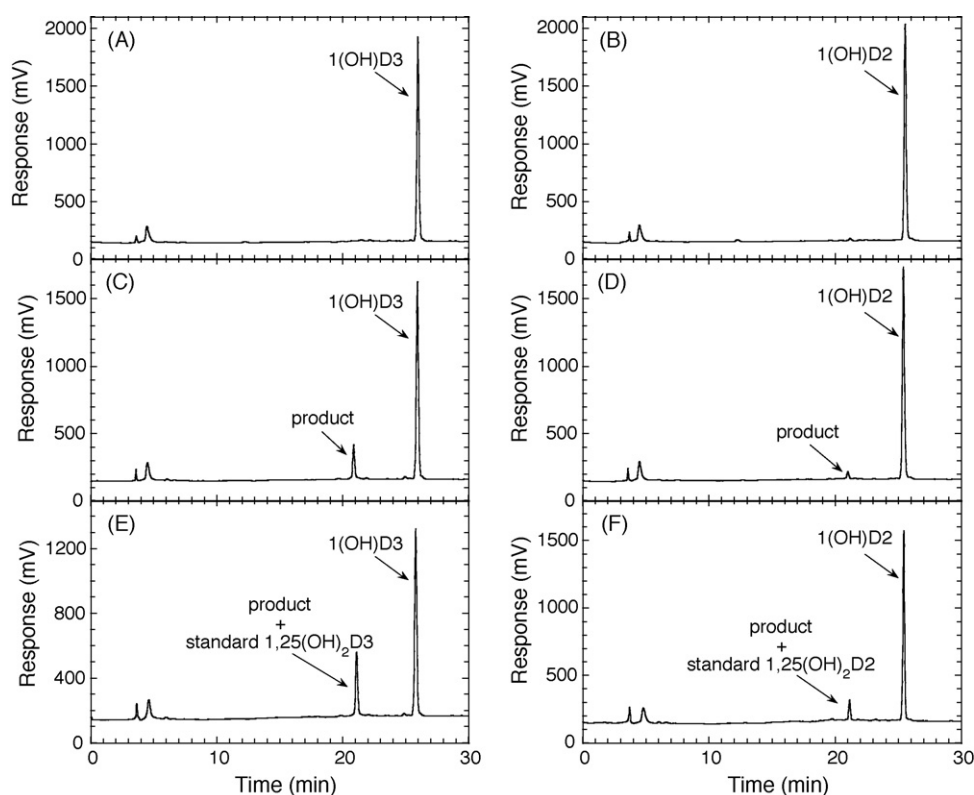 (A)
1(OH)D3
Response (mV)
2000
1500
1000
500
0
(B)
1(OH)D2
Response (mV)
2000
1500
1000
500
0
(C)
1(OH)D3
product
Response (mV)
1500
1000
500
0
(D)
1(OH)D2
product
Response (mV)
1500
1000
500
0
(E)
1(OH)D3
product
+
standard 1,25(OH)₂D3
Response (mV)
1200
800
400
0
0 10 20 30
Time (min)
(F)
1(OH)D2
product
+
standard 1,25(OH)₂D2
Response (mV)
1500
1000
500
0
0 10 20 30
Time (min)